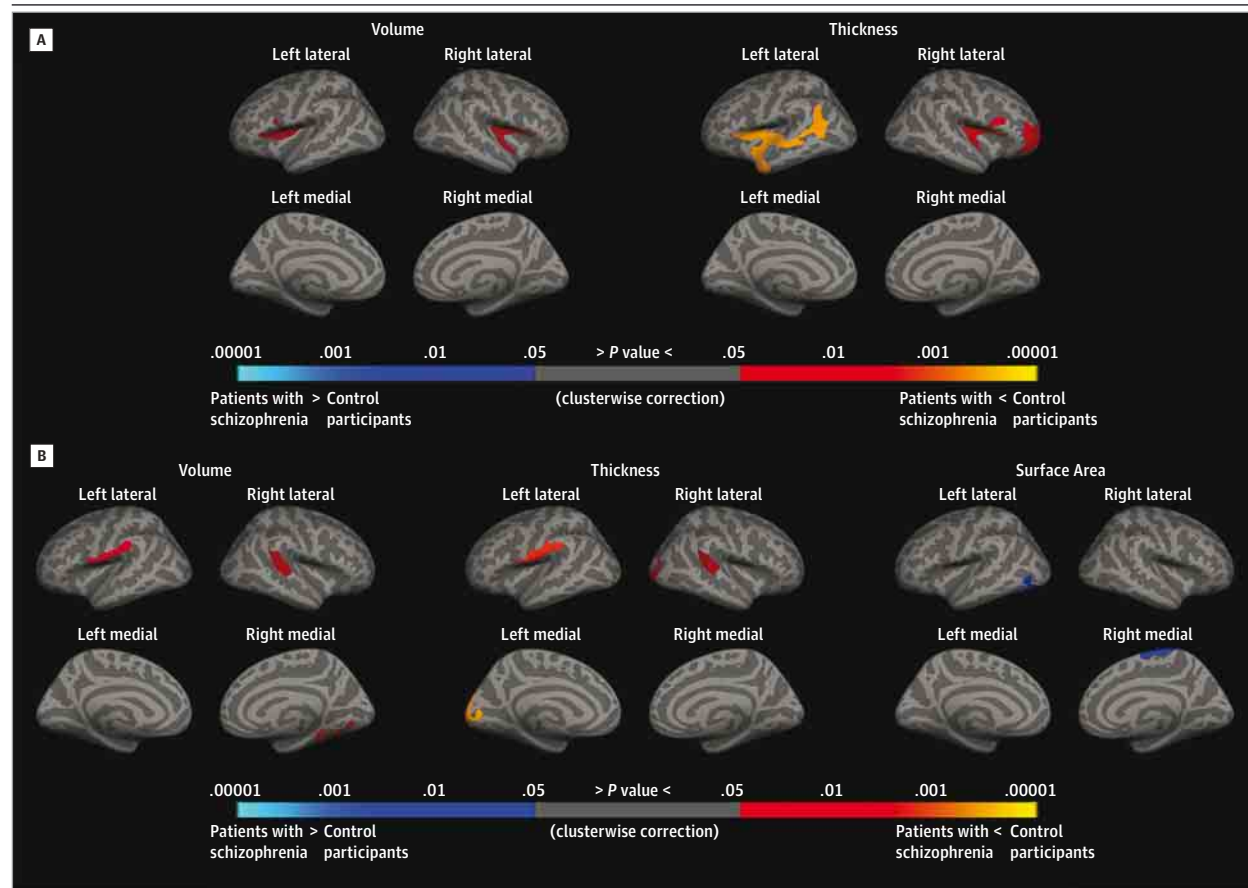 A
Volume
Thickness
Left lateral
Right lateral
Left lateral
Right lateral
Left medial
Right medial
Left medial
Right medial
.00001 .001 .01 .05 > P value < .05 .01 .001 .00001
Patients with > Control
schizophrenia participants
(clusterwise correction)
Patients with < Control
schizophrenia participants
B
Volume
Thickness
Surface Area
Left lateral
Right lateral
Left lateral
Right lateral
Left lateral
Right lateral
Left medial
Right medial
Left medial
Right medial
Left medial
Right medial
.00001 .001 .01 .05 > P value < .05 .01 .001 .00001
Patients with > Control
schizophrenia participants
(clusterwise correction)
Patients with < Control
schizophrenia participants